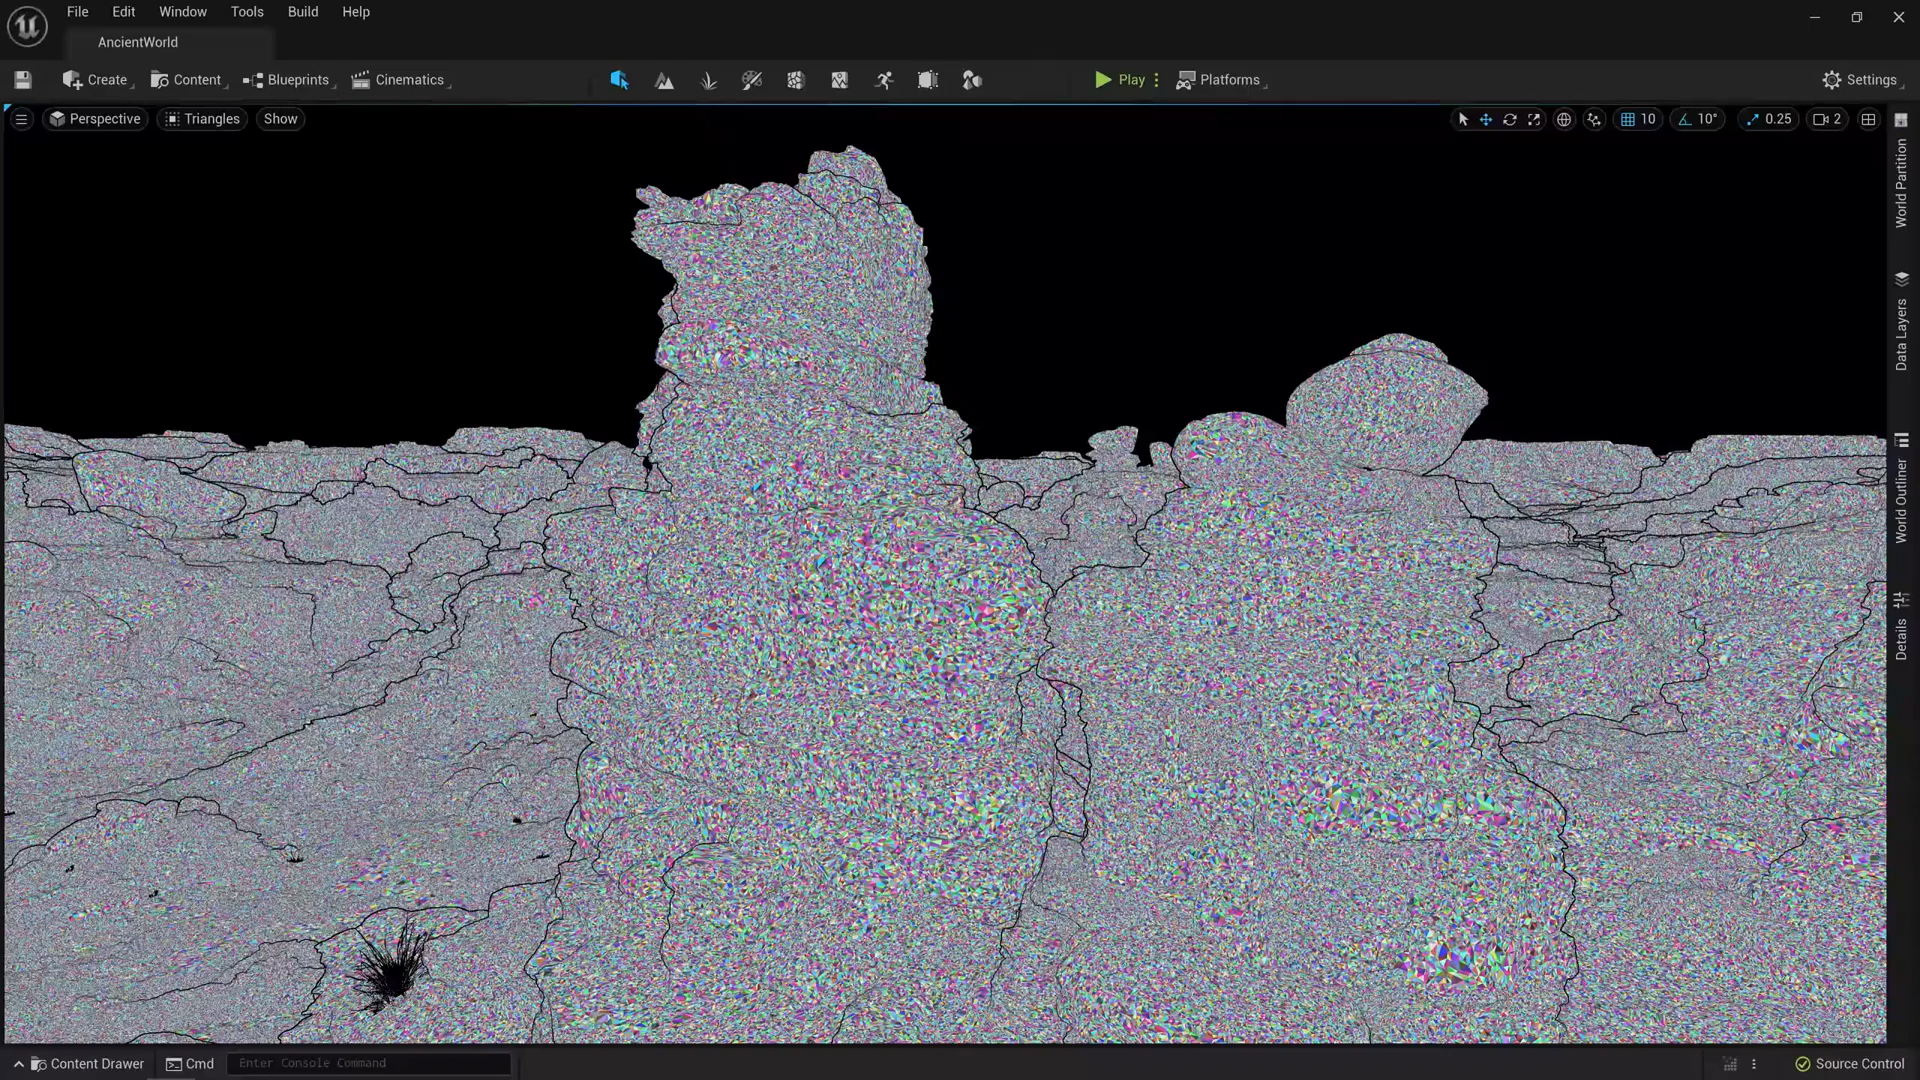 File Edit Window Tools Build Help
AncientWorld
Create Content Blueprints Cinematics Play Platforms Settings
Perspective Triangles Show 10 10° 0.25 2
World Partition
Data Layers
World Outliner
Details
Content Drawer Cmd Enter Console Command Source Control